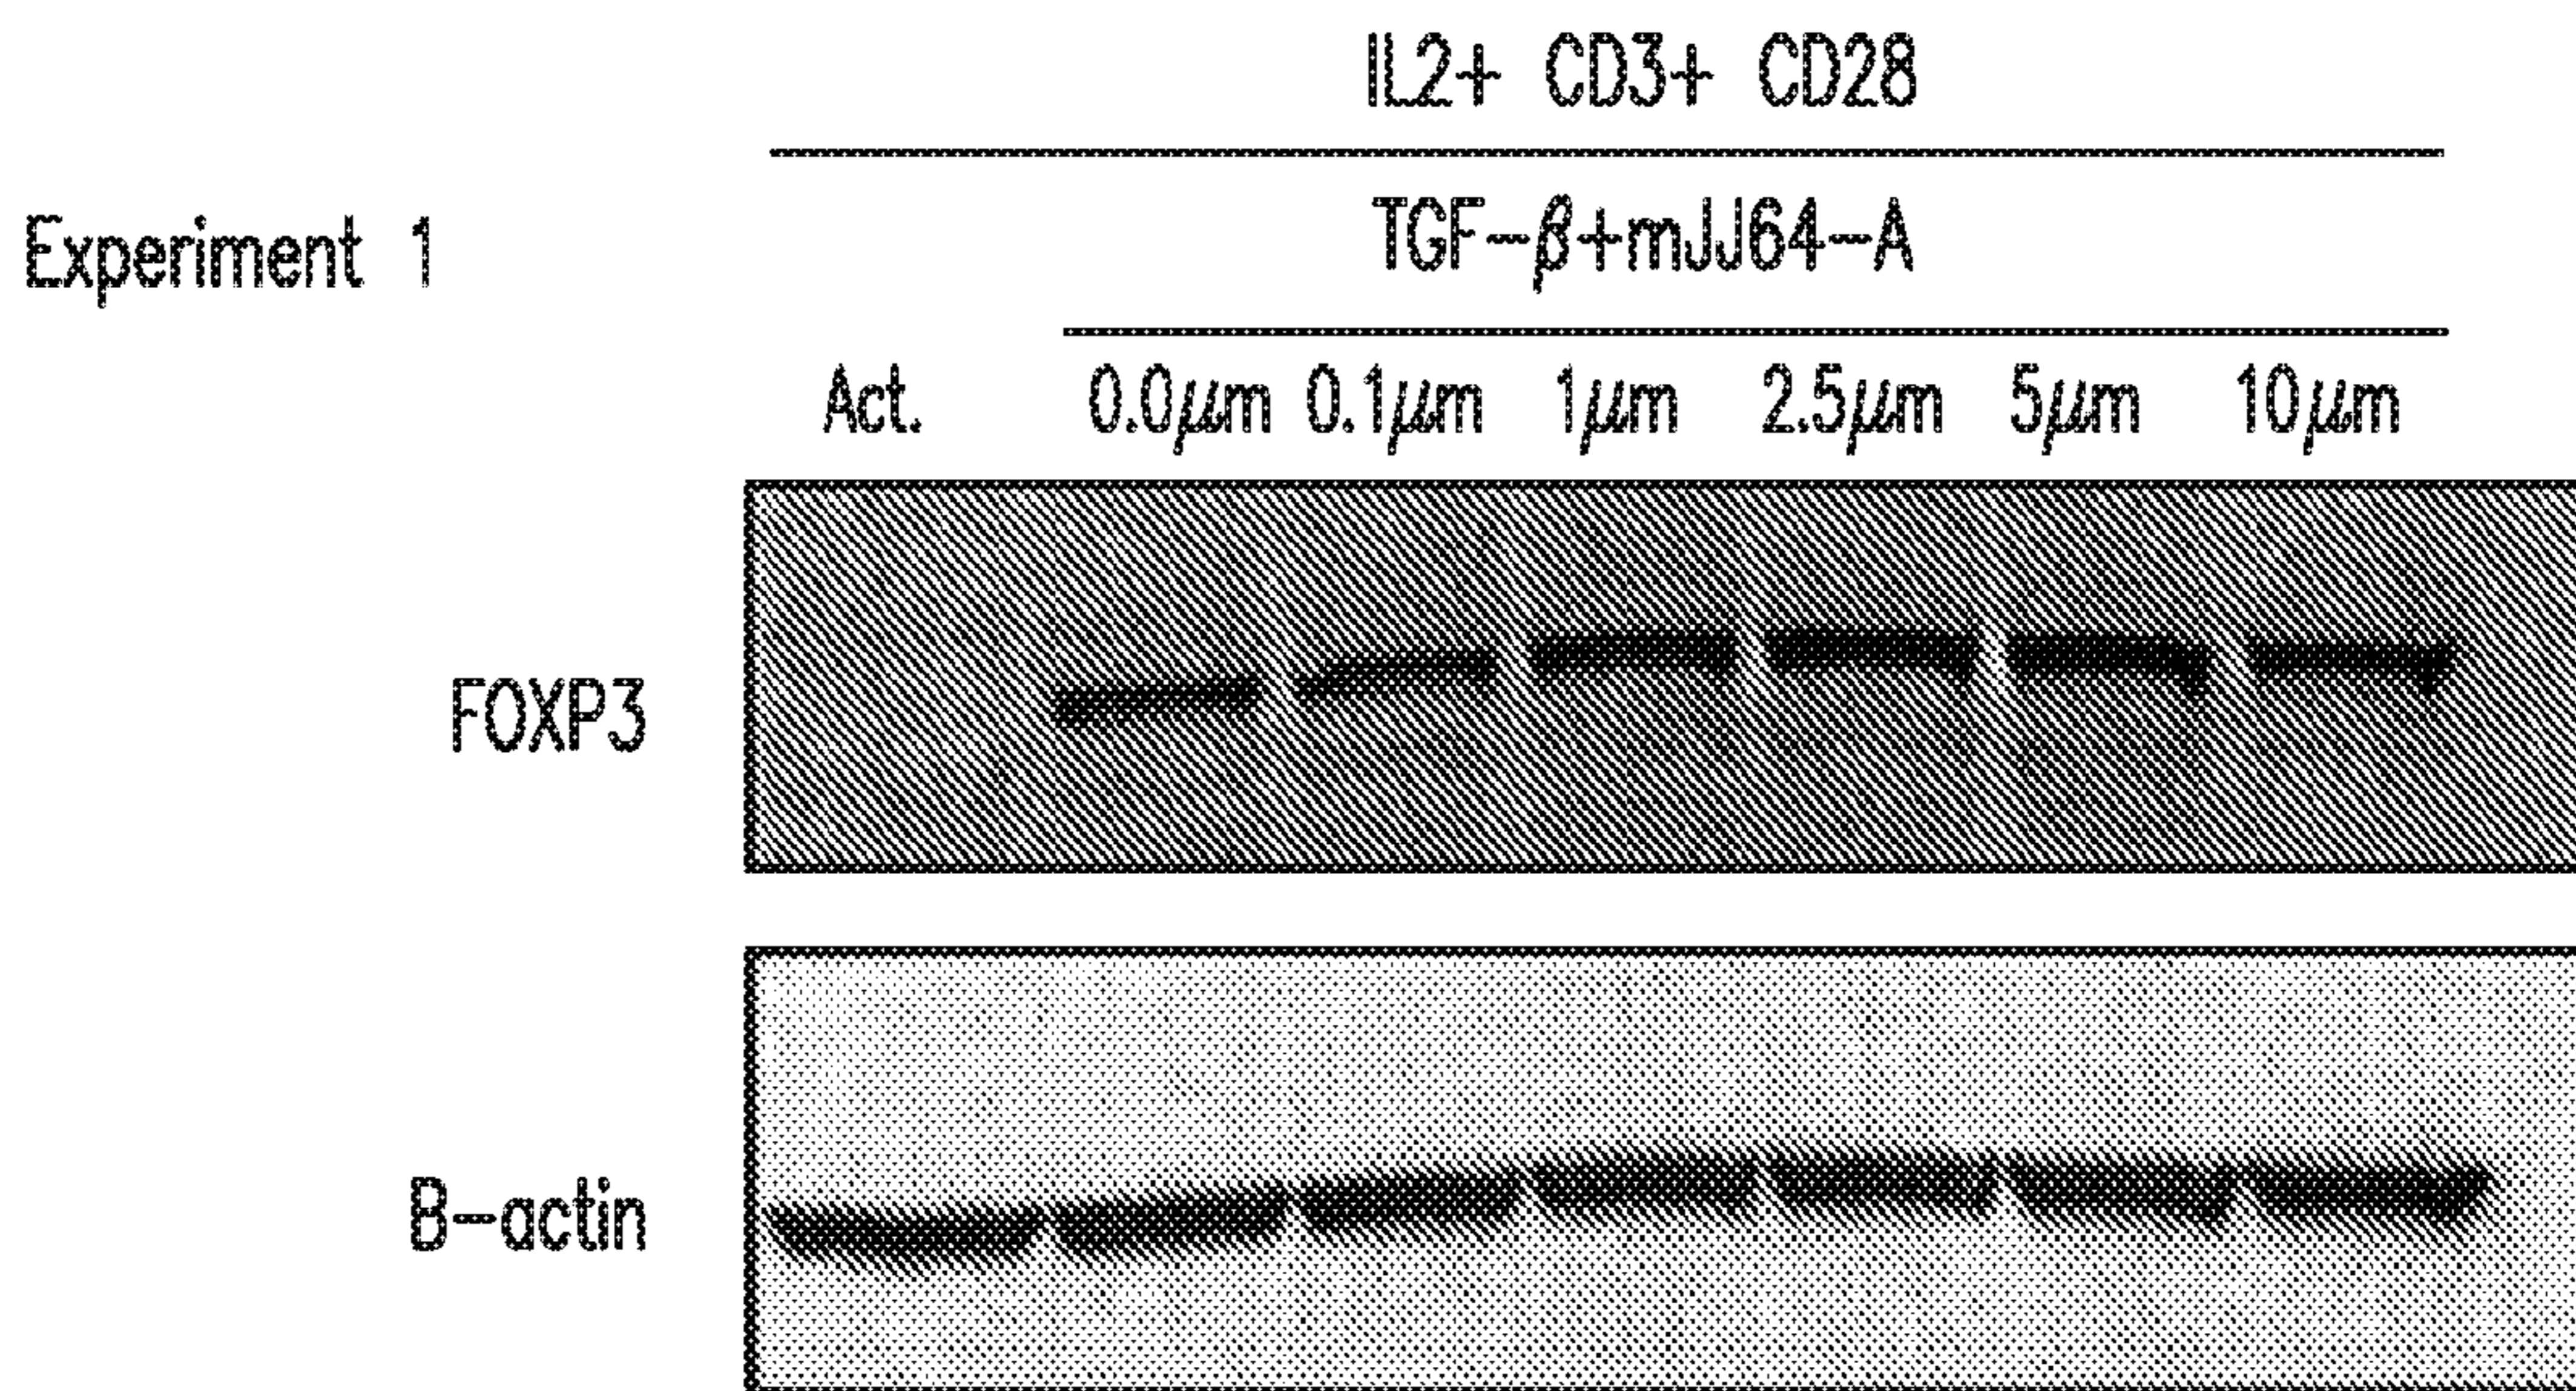 IL2+ CD3+ CD28
Experiment 1
TGF-β+mJJ64-A
Act. 0.0μm 0.1μm 1μm 2.5μm 5μm 10μm
FOXP3
B-actin